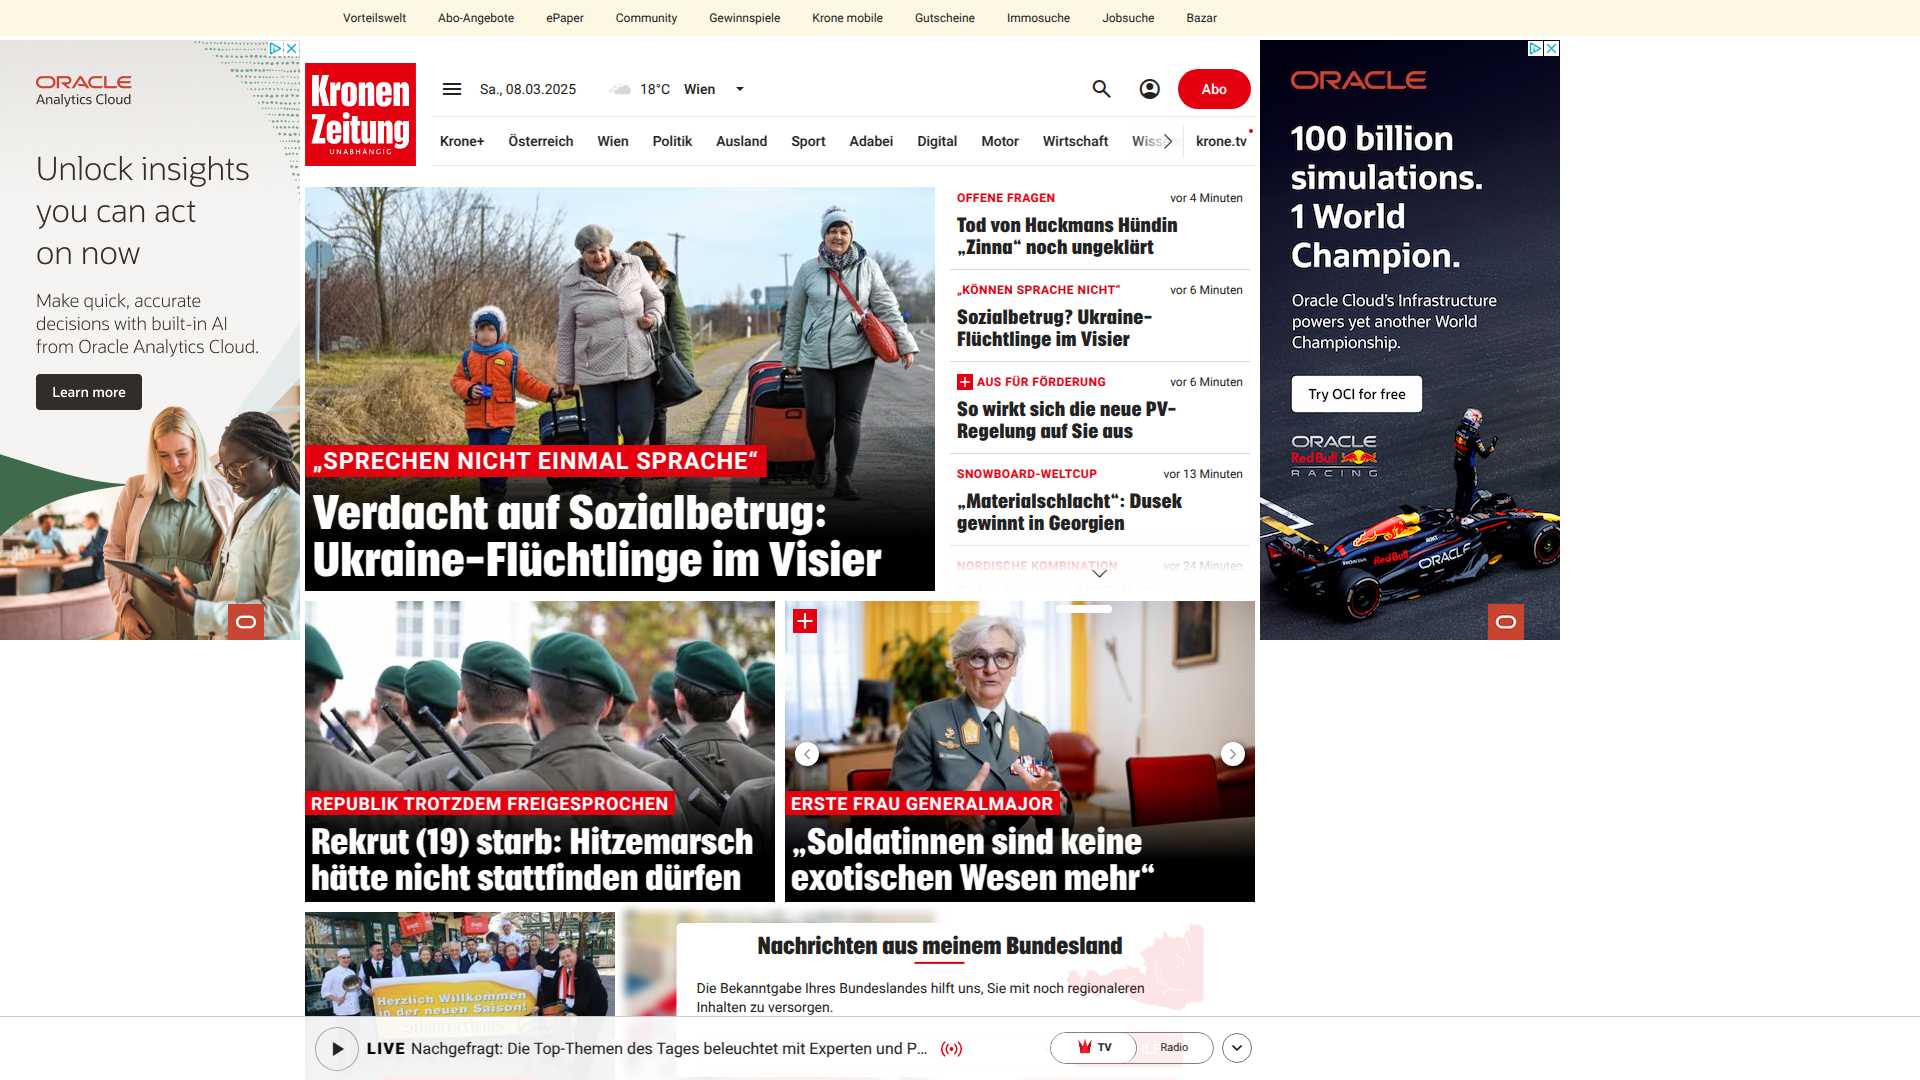 Vorteilswelt Abo-Angebote ePaper Community Gewinnspiele Krone mobile Gutscheine Immosuche Jobsuche Bazar
ORACLE
Analytics Cloud
Unlock insights
you can act
on now
Make quick, accurate
decisions with built-in AI
from Oracle Analytics Cloud.
Learn more
Kronen
Zeitung
UNABHÄNGIG
Sa., 08.03.2025 18°C Wien
Abo
Krone+ Österreich Wien Politik Ausland Sport Adabei Digital Motor Wirtschaft krone.tv
„SPRECHEN NICHT EINMAL SPRACHE“
Verdacht auf Sozialbetrug:
Ukraine-Flüchtlinge im Visier
OFFENE FRAGEN vor 4 Minuten
Tod von Hackmans Hündin
„Zinna“ noch ungeklärt
„KÖNNEN SPRACHE NICHT“ vor 6 Minuten
Sozialbetrug? Ukraine-
Flüchtlinge im Visier
AUS FÜR FÖRDERUNG vor 6 Minuten
So wirkt sich die neue PV-
Regelung auf Sie aus
SNOWBOARD-WELTCUP vor 13 Minuten
„Materialschlacht“: Dusek
gewinnt in Georgien
NORDISCHE KOMBINATION vor 24 Minuten
REPUBLIK TROTZDEM FREIGESPROCHEN
Rekrut (19) starb: Hitzemarsch
hätte nicht stattfinden dürfen
ERSTE FRAU GENERALMAJOR
„Soldatinnen sind keine
exotischen Wesen mehr“
Herzlich Willkommen
in der neuen Saison!
Nachrichten aus meinem Bundesland
Die Bekanntgabe Ihres Bundeslandes hilft uns, Sie mit noch regionaleren
Inhalten zu versorgen.
LIVE Nachgefragt: Die Top-Themen des Tages beleuchtet mit Experten und P...
TV Radio
ORACLE
100 billion
simulations.
1 World
Champion.
Oracle Cloud’s Infrastructure
powers yet another World
Championship.
Try OCI for free
ORACLE
Red Bull
RACING
Red Bull
ORACLE